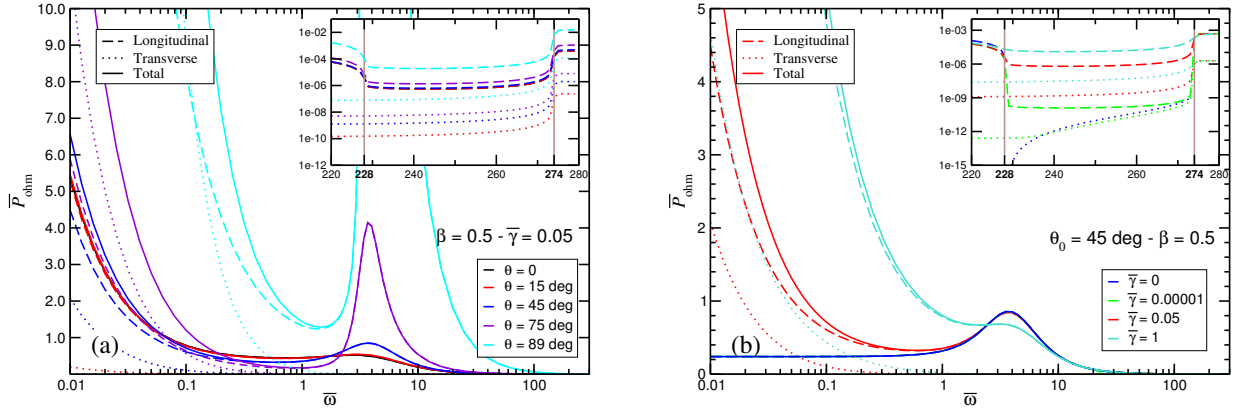 10.0
9.0
8.0
7.0
6.0
5.0
4.0
3.0
2.0
1.0
P̅ohm
Longitudinal
Transverse
Total
1e-02
1e-04
1e-06
1e-08
1e-10
1e-12
220 228 240 260 274 280
β = 0.5 - γ̅ = 0.05
θ = 0
θ = 15 deg
θ = 45 deg
θ = 75 deg
θ = 89 deg
(a)
0.01 0.1 1 10 100
ω̅
5
4
3
2
1
0
P̅ohm
Longitudinal
Transverse
Total
1e-03
1e-06
1e-09
1e-12
1e-15
220 228 240 260 274 280
θ0 = 45 deg - β = 0.5
γ̅ = 0
γ̅ = 0.00001
γ̅ = 0.05
γ̅ = 1
(b)
0.01 0.1 1 10 100
ω̅